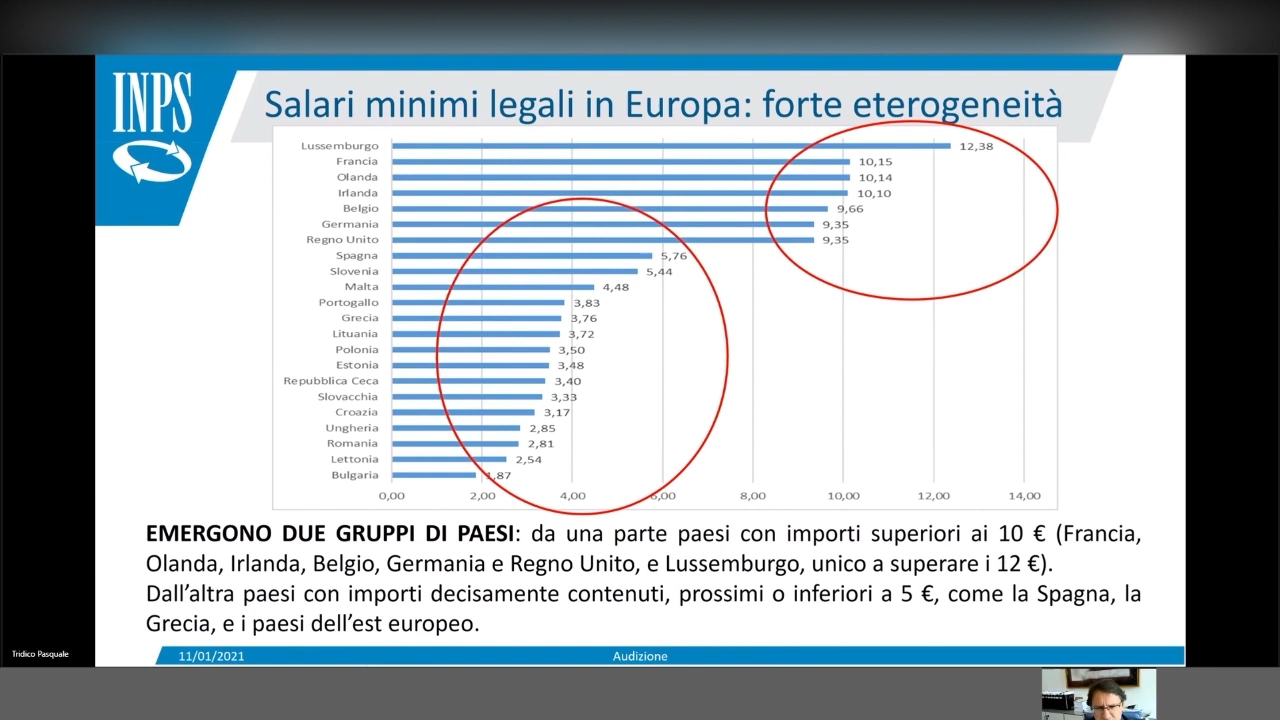 INPS
Salari minimi legali in Europa: forte eterogeneità
Lussemburgo 12,38
Francia 10,15
Olanda 10,14
Irlanda 10,10
Belgio 9,66
Germania 9,35
Regno Unito 9,35
Spagna 5,76
Slovenia 5,44
Malta 4,48
Portogallo 3,83
Grecia 3,76
Lituania 3,72
Polonia 3,50
Estonia 3,48
Repubblica Ceca 3,40
Slovacchia 3,33
Croazia 3,17
Ungheria 2,85
Romania 2,81
Lettonia 2,54
Bulgaria 1,87
0,00 2,00 4,00 6,00 8,00 10,00 12,00 14,00
EMERGONO DUE GRUPPI DI PAESI: da una parte paesi con importi superiori ai 10 € (Francia,
Olanda, Irlanda, Belgio, Germania e Regno Unito, e Lussemburgo, unico a superare i 12 €).
Dall'altra paesi con importi decisamente contenuti, prossimi o inferiori a 5 €, come la Spagna, la
Grecia, e i paesi dell'est europeo.
Tridico Pasquale
11/01/2021 Audizione